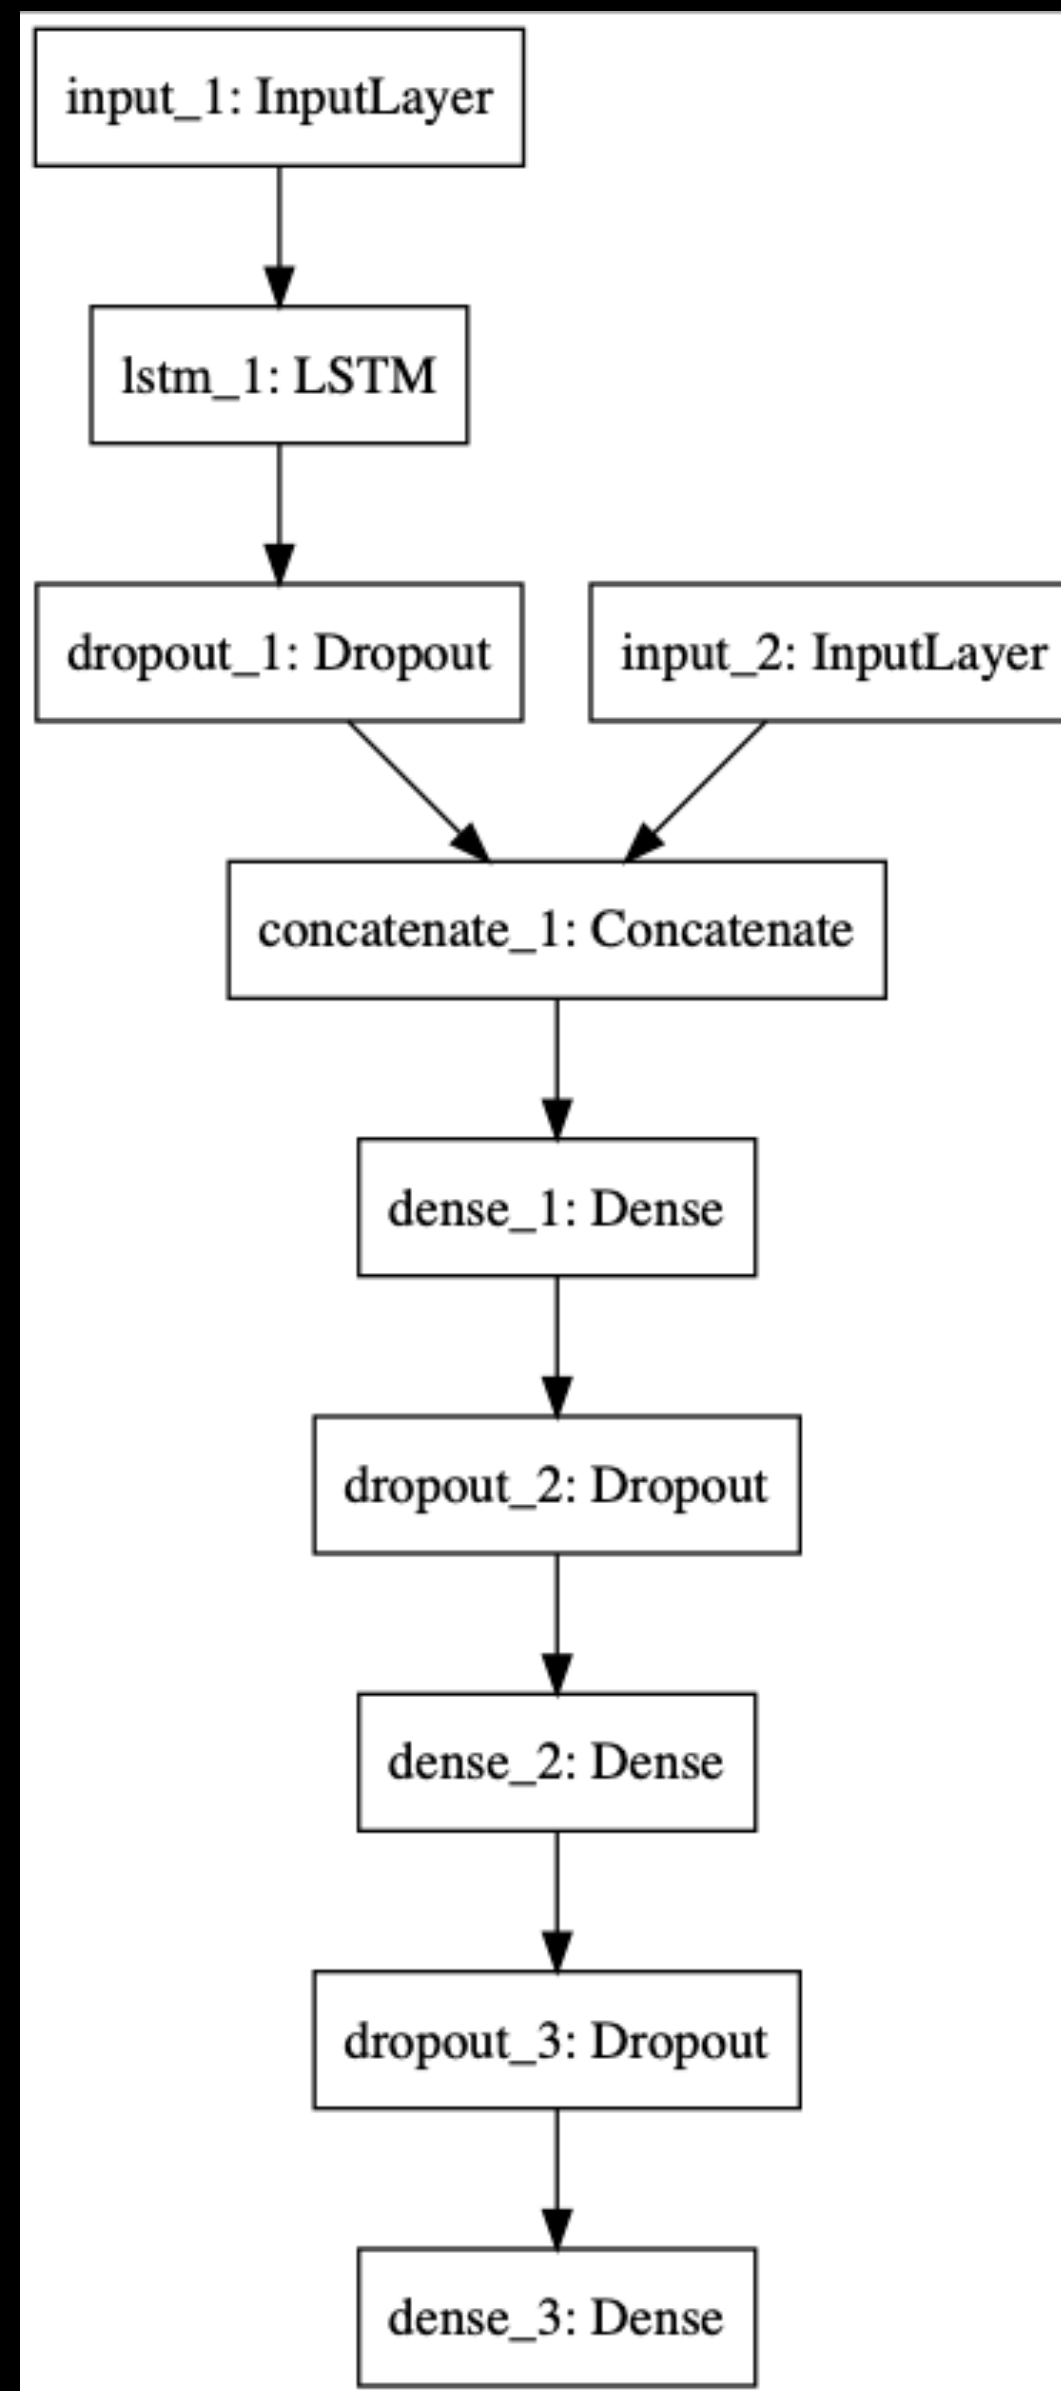 input_1: InputLayer
lstm_1: LSTM
dropout_1: Dropout
input_2: InputLayer
concatenate_1: Concatenate
dense_1: Dense
dropout_2: Dropout
dense_2: Dense
dropout_3: Dropout
dense_3: Dense